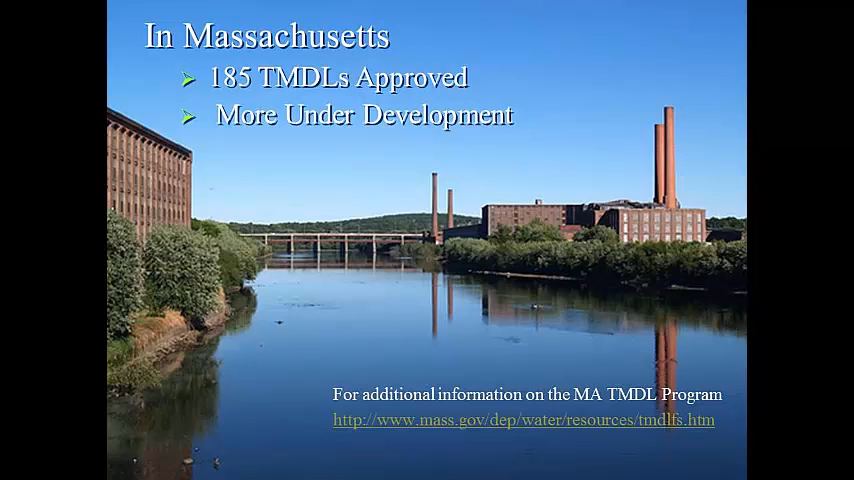 In Massachusetts
185 TMDLs Approved
More Under Development
For additional information on the MA TMDL Program
http://www.mass.gov/dep/water/resources/tmdlfs.htm